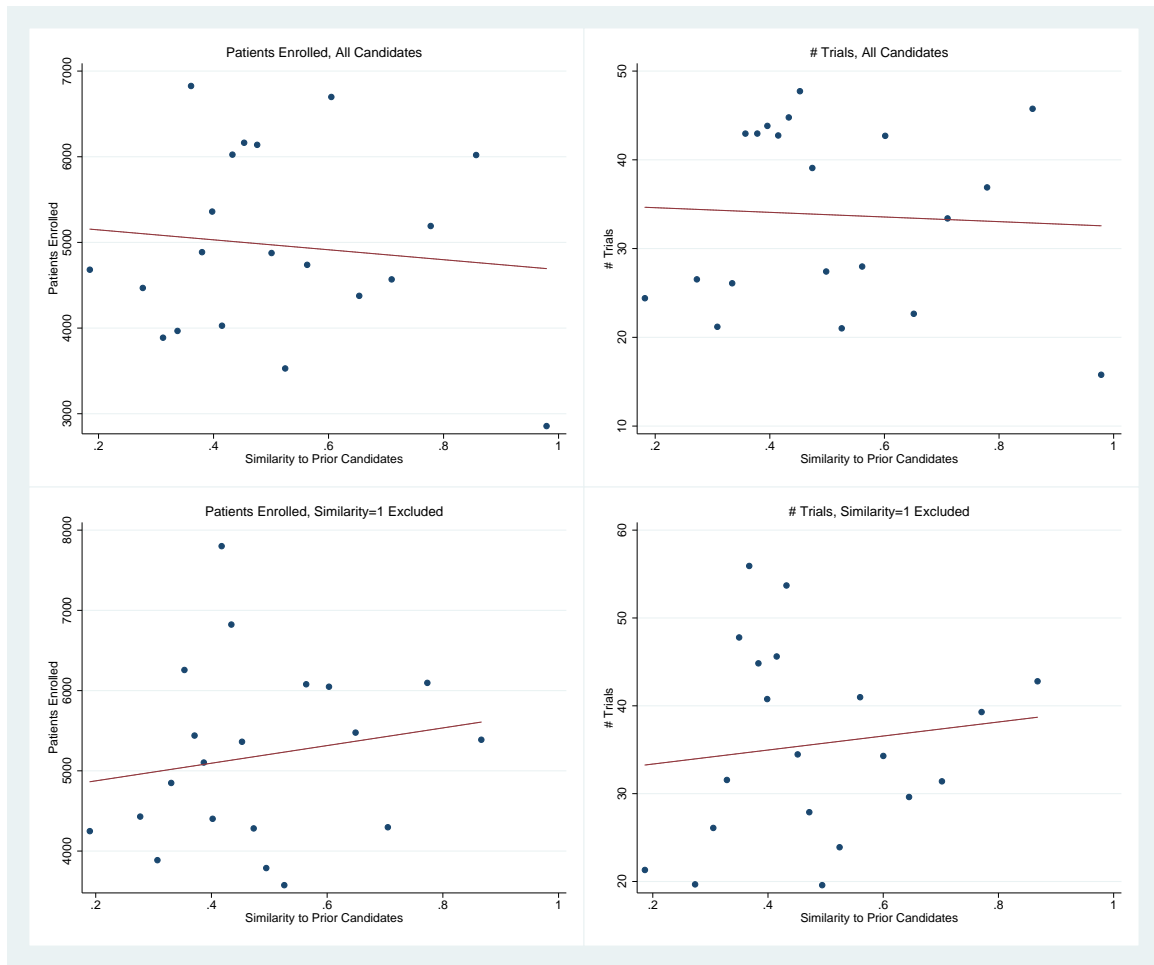 Patients Enrolled, All Candidates
Patients Enrolled
7000
6000
5000
4000
3000
.2 .4 .6 .8 1
Similarity to Prior Candidates
# Trials, All Candidates
# Trials
50
40
30
20
10
.2 .4 .6 .8 1
Similarity to Prior Candidates
Patients Enrolled, Similarity=1 Excluded
Patients Enrolled
8000
7000
6000
5000
4000
.2 .4 .6 .8 1
Similarity to Prior Candidates
# Trials, Similarity=1 Excluded
# Trials
60
50
40
30
20
.2 .4 .6 .8 1
Similarity to Prior Candidates